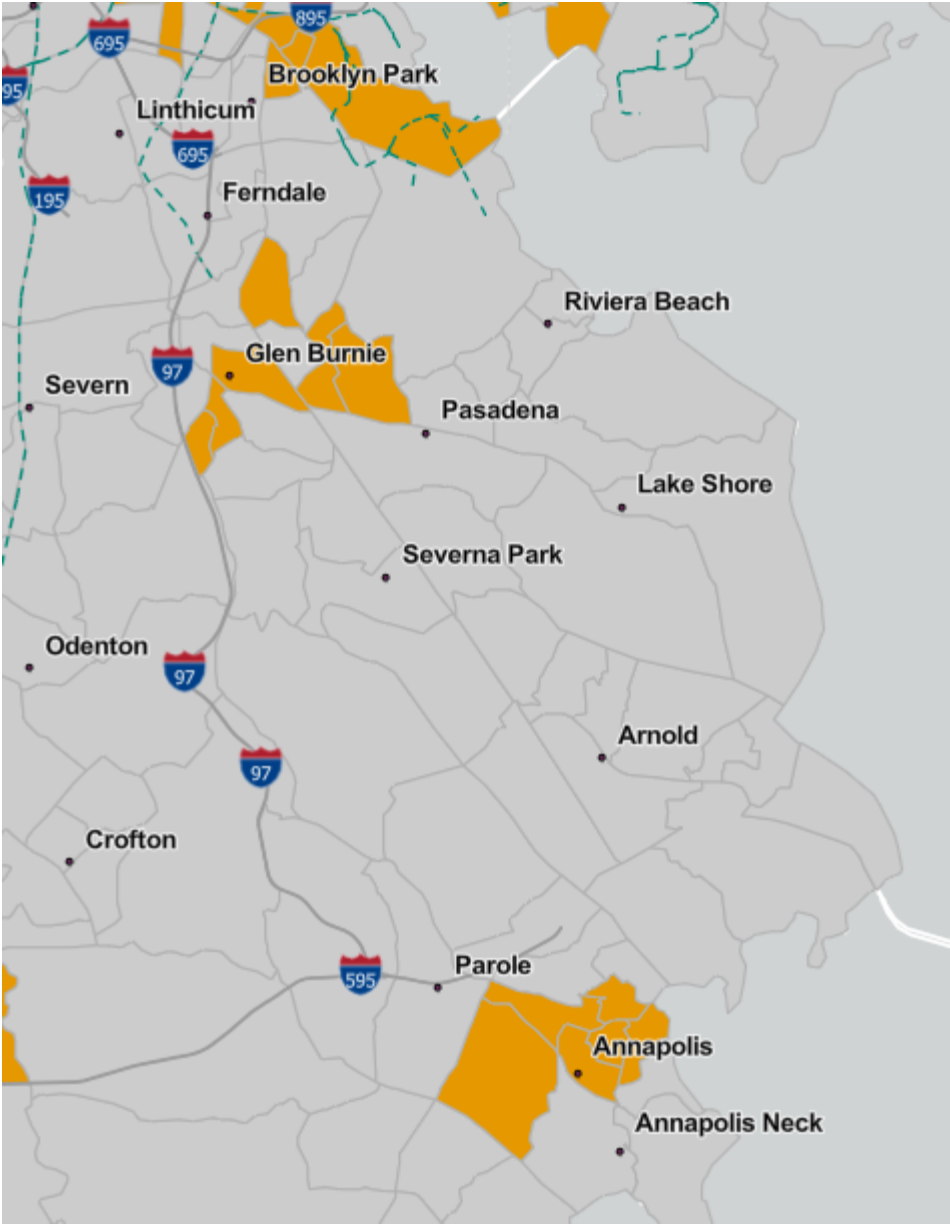 895
695
Brooklyn Park
95
Linthicum
695
195
Ferndale
Riviera Beach
Glen Burnie
97
Severn
Pasadena
Lake Shore
Severna Park
Odenton
97
Arnold
97
Crofton
Parole
595
Annapolis
Annapolis Neck